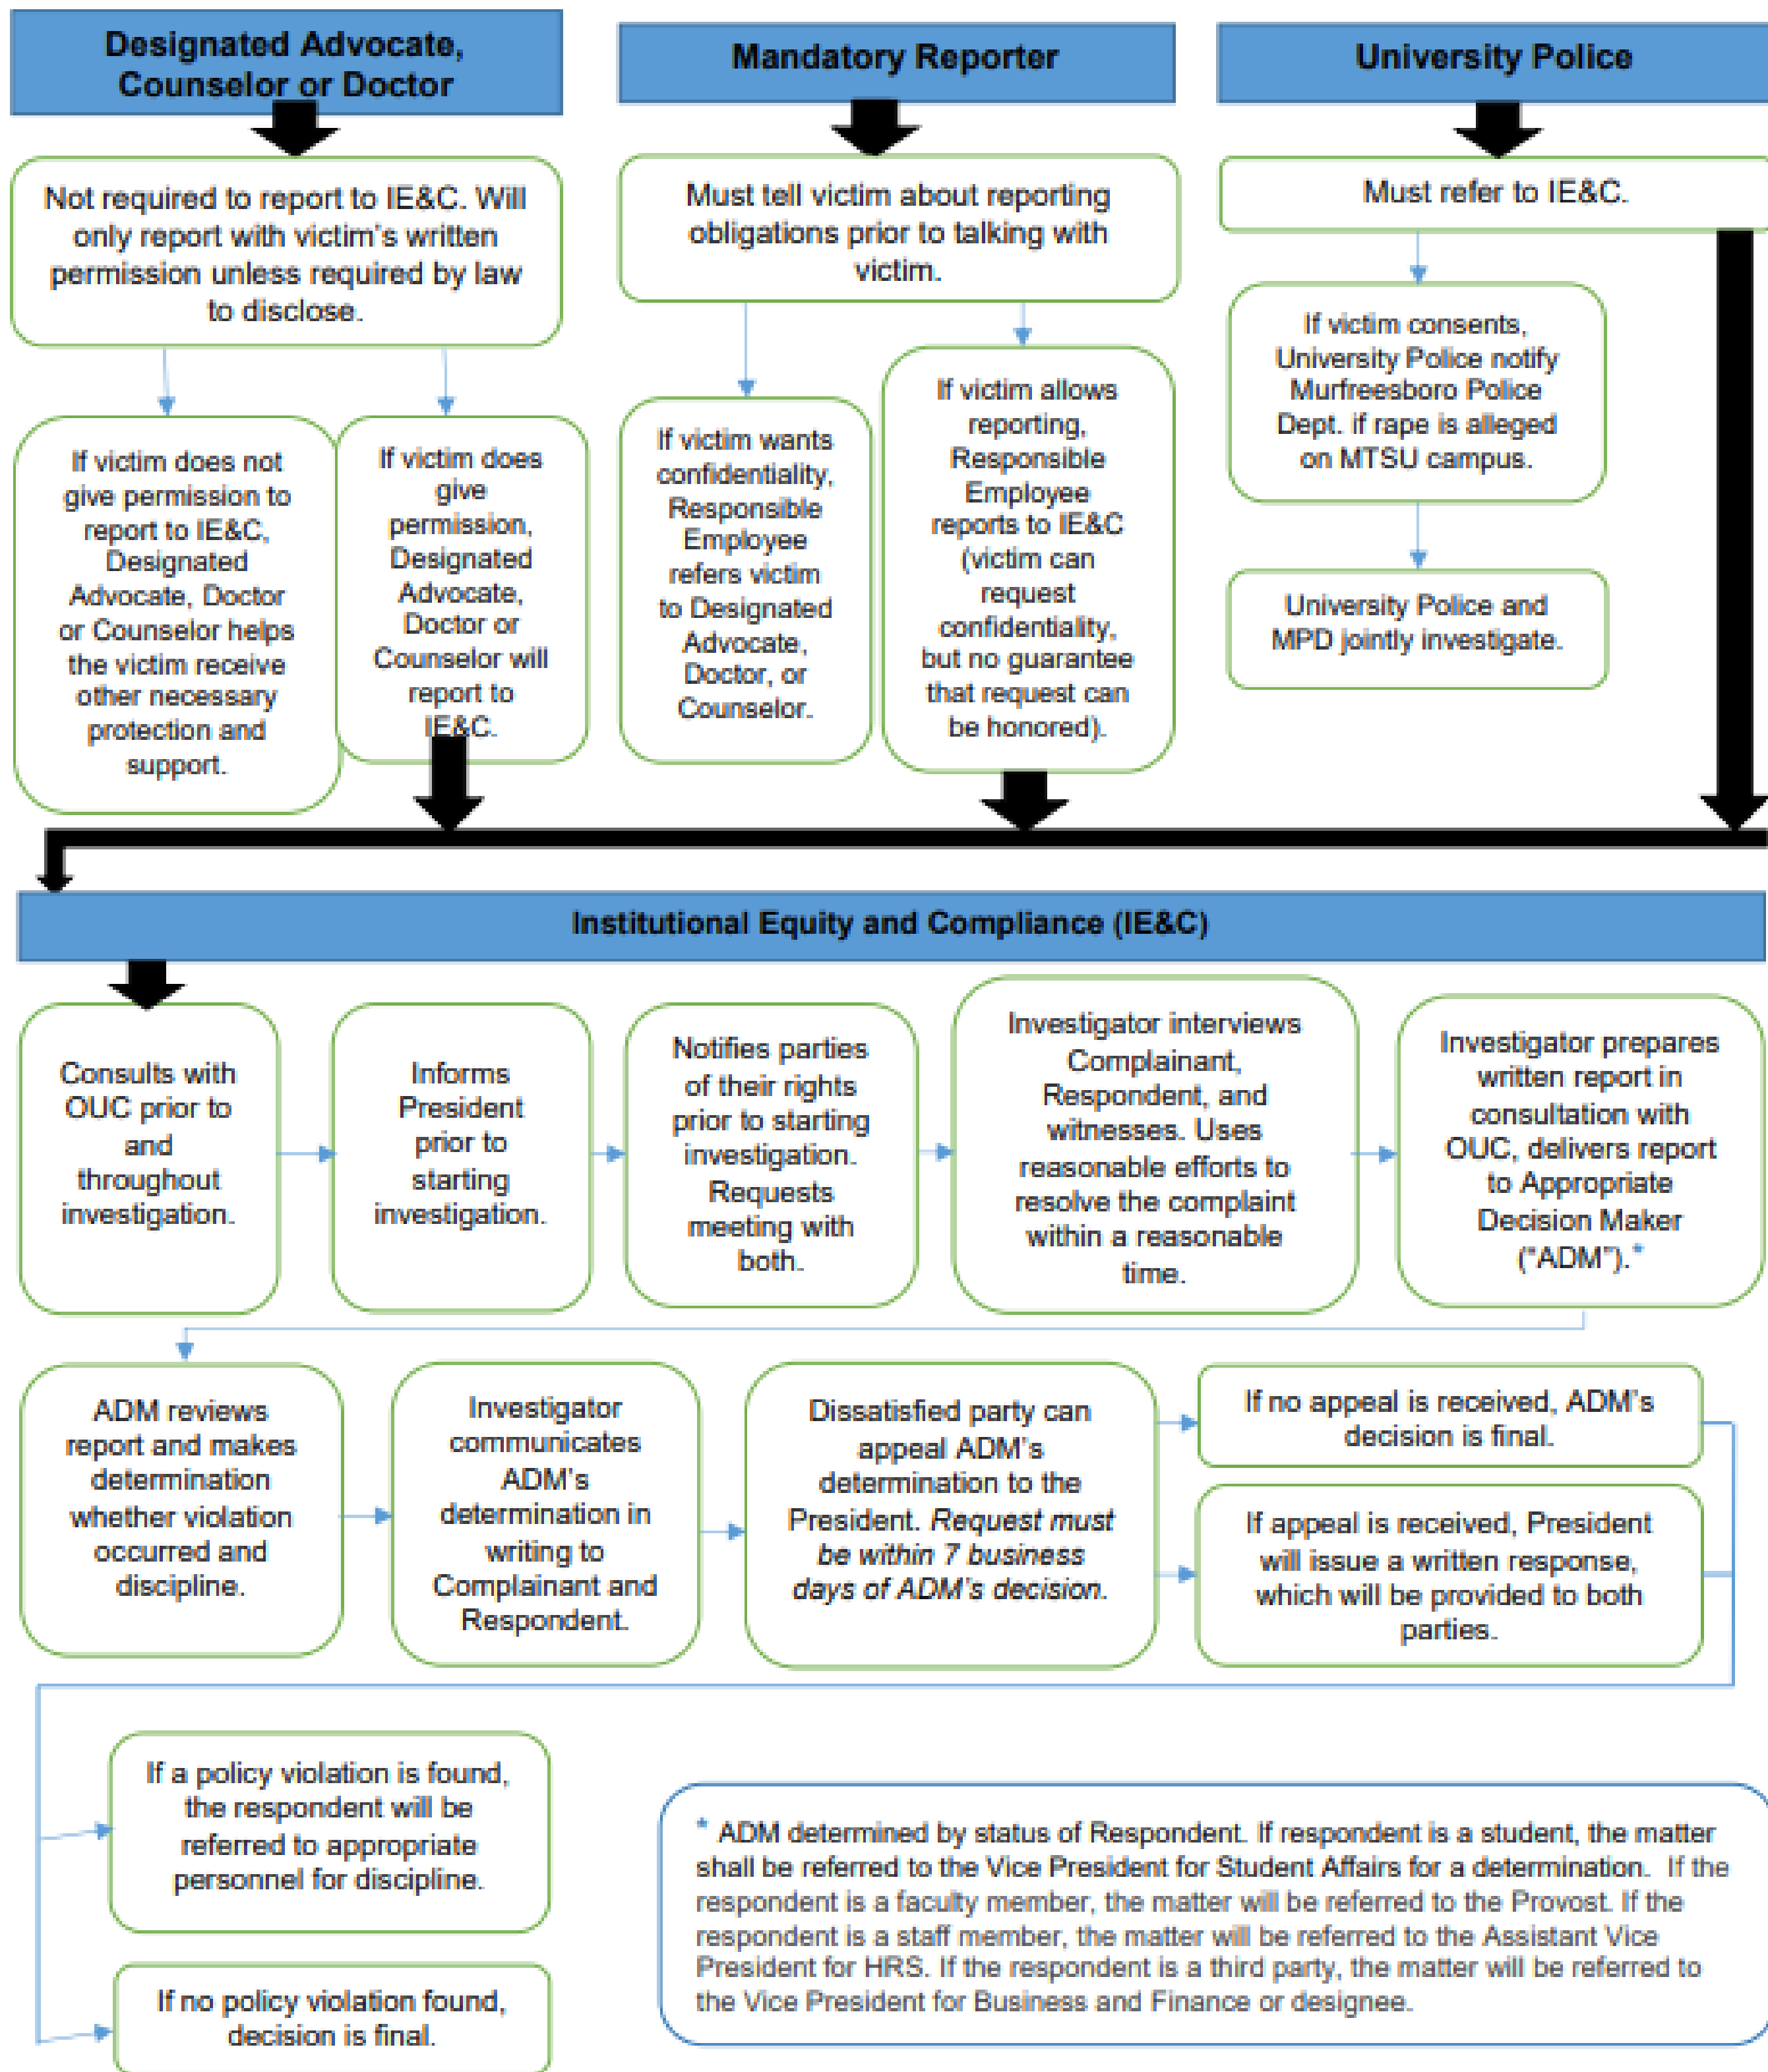 Designated Advocate,
Counselor or Doctor
Not required to report to IE&C. Will
only report with victim's written
permission unless required by law
to disclose.
If victim does not
give permission to
report to IE&C,
Designated
Advocate, Doctor
or Counselor helps
the victim receive
other necessary
protection and
support.
If victim does
give
permission,
Designated
Advocate,
Doctor or
Counselor will
report to
IE&C.
Mandatory Reporter
Must tell victim about reporting
obligations prior to talking with
victim.
If victim wants
confidentiality,
Responsible
Employee
refers victim
to Designated
Advocate,
Doctor, or
Counselor.
If victim allows
reporting,
Responsible
Employee
reports to IE&C
(victim can
request
confidentiality,
but no guarantee
that request can
be honored).
University Police
Must refer to IE&C.
If victim consents,
University Police notify
Murfreesboro Police
Dept. if rape is alleged
on MTSU campus.
University Police and
MPD jointly investigate.
Institutional Equity and Compliance (IE&C)
Consults with
OUC prior to
and
throughout
investigation.
Informs
President
prior to
starting
investigation.
Notifies parties
of their rights
prior to starting
investigation.
Requests
meeting with
both.
Investigator interviews
Complainant,
Respondent, and
witnesses. Uses
reasonable efforts to
resolve the complaint
within a reasonable
time.
Investigator prepares
written report in
consultation with
OUC, delivers report
to Appropriate
Decision Maker
("ADM").*
ADM reviews
report and makes
determination
whether violation
occurred and
discipline.
Investigator
communicates
ADM's
determination in
writing to
Complainant and
Respondent.
Dissatisfied party can
appeal ADM's
determination to the
President. Request must
be within 7 business
days of ADM's decision.
If no appeal is received, ADM's
decision is final.
If appeal is received, President
will issue a written response,
which will be provided to both
parties.
If a policy violation is found,
the respondent will be
referred to appropriate
personnel for discipline.
If no policy violation found,
decision is final.
* ADM determined by status of Respondent. If respondent is a student, the matter
shall be referred to the Vice President for Student Affairs for a determination. If the
respondent is a faculty member, the matter will be referred to the Provost. If the
respondent is a staff member, the matter will be referred to the Assistant Vice
President for HRS. If the respondent is a third party, the matter will be referred to
the Vice President for Business and Finance or designee.